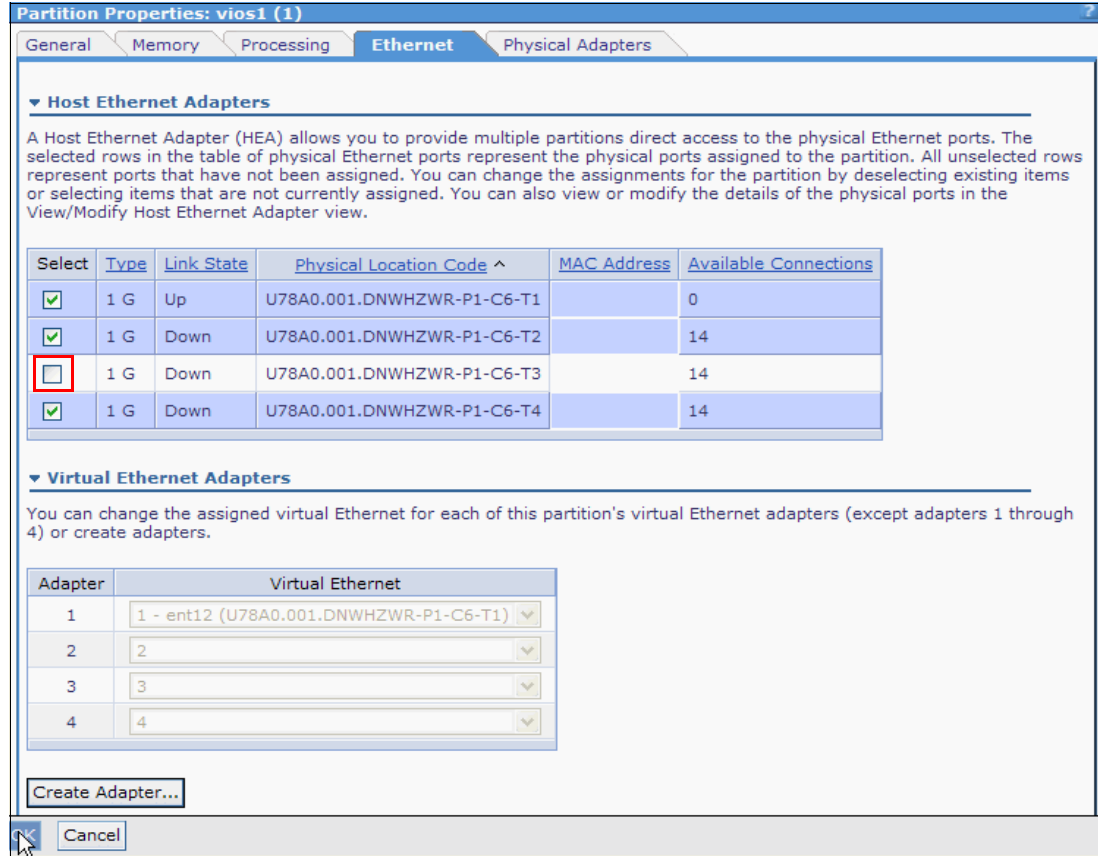 Partition Properties: vios1 (1) ?
General Memory Processing Ethernet Physical Adapters
Host Ethernet Adapters
A Host Ethernet Adapter (HEA) allows you to provide multiple partitions direct access to the physical Ethernet ports. The
selected rows in the table of physical Ethernet ports represent the physical ports assigned to the partition. All unselected rows
represent ports that have not been assigned. You can change the assignments for the partition by deselecting existing items
or selecting items that are not currently assigned. You can also view or modify the details of the physical ports in the
View/Modify Host Ethernet Adapter view.
Select Type Link State Physical Location Code ^ MAC Address Available Connections
1 G Up U78A0.001.DNWHZWR-P1-C6-T1 0
1 G Down U78A0.001.DNWHZWR-P1-C6-T2 14
1 G Down U78A0.001.DNWHZWR-P1-C6-T3 14
1 G Down U78A0.001.DNWHZWR-P1-C6-T4 14
Virtual Ethernet Adapters
You can change the assigned virtual Ethernet for each of this partition's virtual Ethernet adapters (except adapters 1 through
4) or create adapters.
Adapter Virtual Ethernet
1 1 - ent12 (U78A0.001.DNWHZWR-P1-C6-T1)
2 2
3 3
4 4
Create Adapter...
OK Cancel